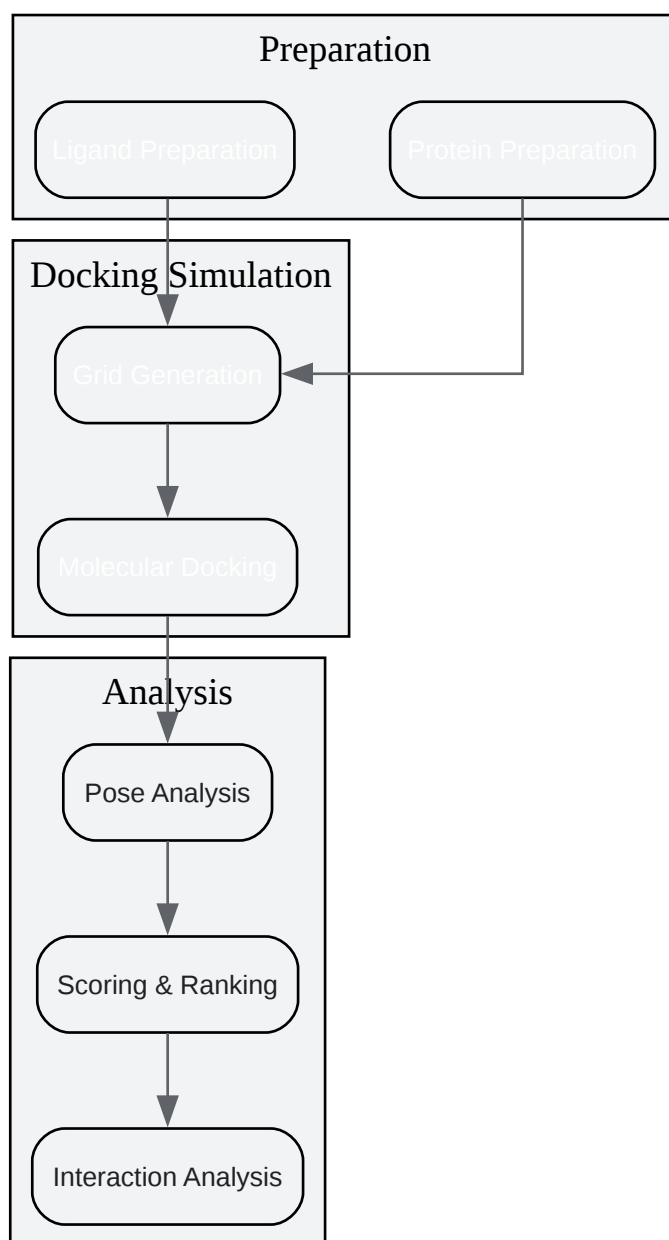 Preparation
Ligand Preparation
Protein Preparation
Docking Simulation
Grid Generation
Molecular Docking
Analysis
Pose Analysis
Scoring & Ranking
Interaction Analysis